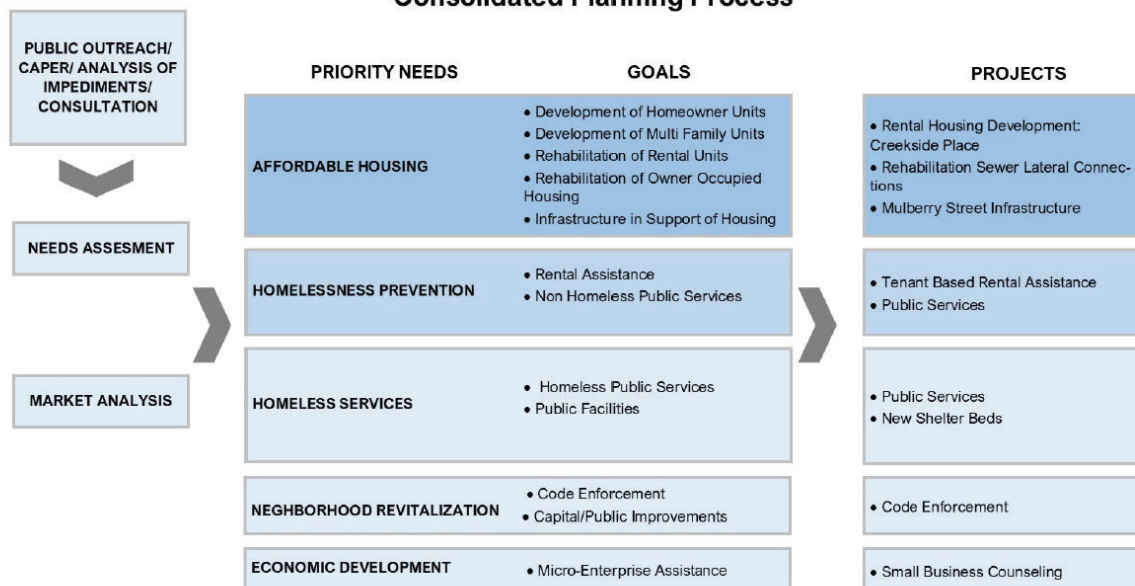 Consolidated Planning Process
PUBLIC OUTREACH/
CAPER/ ANALYSIS OF
IMPEDIMENTS/
CONSULTATION
NEEDS ASSESMENT
MARKET ANALYSIS
PRIORITY NEEDS
GOALS
PROJECTS
AFFORDABLE HOUSING
• Development of Homeowner Units
• Development of Multi Family Units
• Rehabilitation of Rental Units
• Rehabilitation of Owner Occupied
Housing
• Infrastructure in Support of Housing
• Rental Housing Development:
Creekside Place
• Rehabilitation Sewer Lateral Connec-
tions
• Mulberry Street Infrastructure
HOMELESSNESS PREVENTION
• Rental Assistance
• Non Homeless Public Services
• Tenant Based Rental Assistance
• Public Services
HOMELESS SERVICES
• Homeless Public Services
• Public Facilities
• Public Services
• New Shelter Beds
NEGHBORHOOD REVITALIZATION
• Code Enforcement
• Capital/Public Improvements
• Code Enforcement
ECONOMIC DEVELOPMENT
• Micro-Enterprise Assistance
• Small Business Counseling